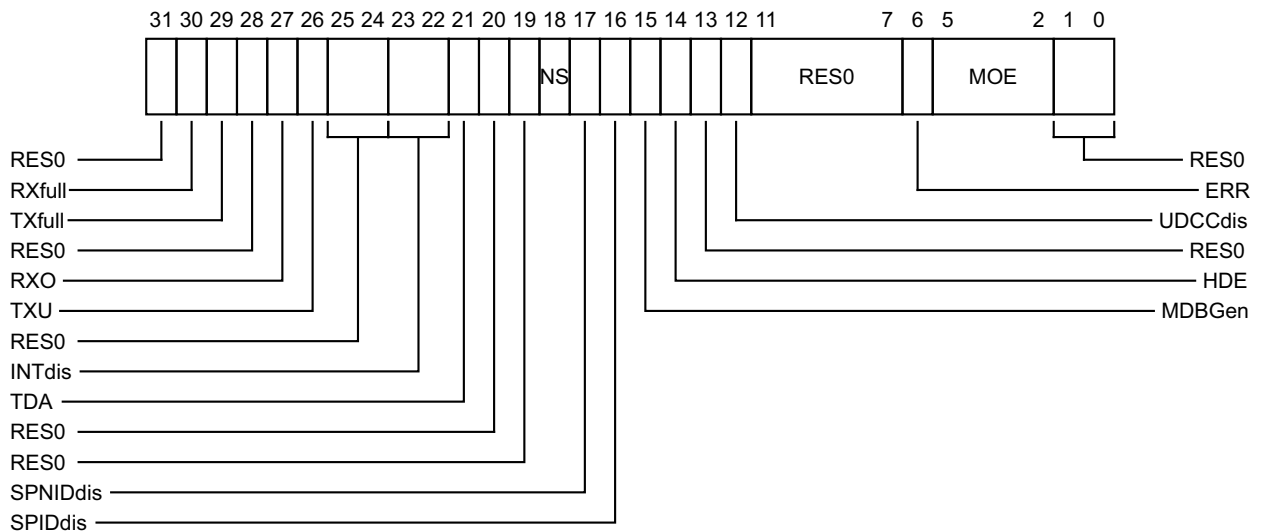 31 30 29 28 27 26 25 24 23 22 21 20 19 18 17 16 15 14 13 12 11 7 6 5 2 1 0
NS RES0 MOE
RES0 RES0
RXfull ERR
TXfull UDCCdis
RES0 RES0
RXO HDE
TXU MDBGen
RES0
INTdis
TDA
RES0
RES0
SPNIDdis
SPIDdis